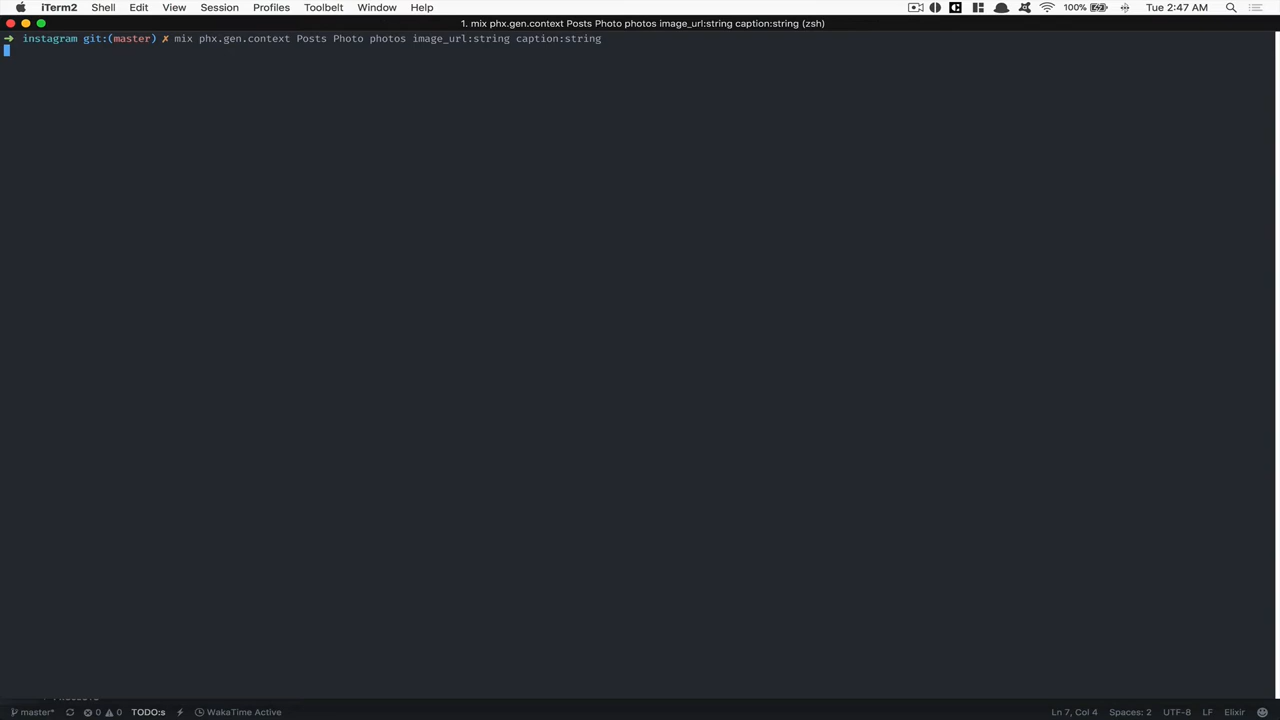 iTerm2 Shell Edit View Session Profiles Toolbelt Window Help 100% Tue 2:47 AM
1. mix phx.gen.context Posts Photo photos image_url:string caption:string (zsh)
➜ instagram git:(master) ✗ mix phx.gen.context Posts Photo photos image_url:string caption:string
master* 0 0 TODO:s WakaTime Active Ln 7, Col 4 Spaces: 2 UTF-8 LF Elixir